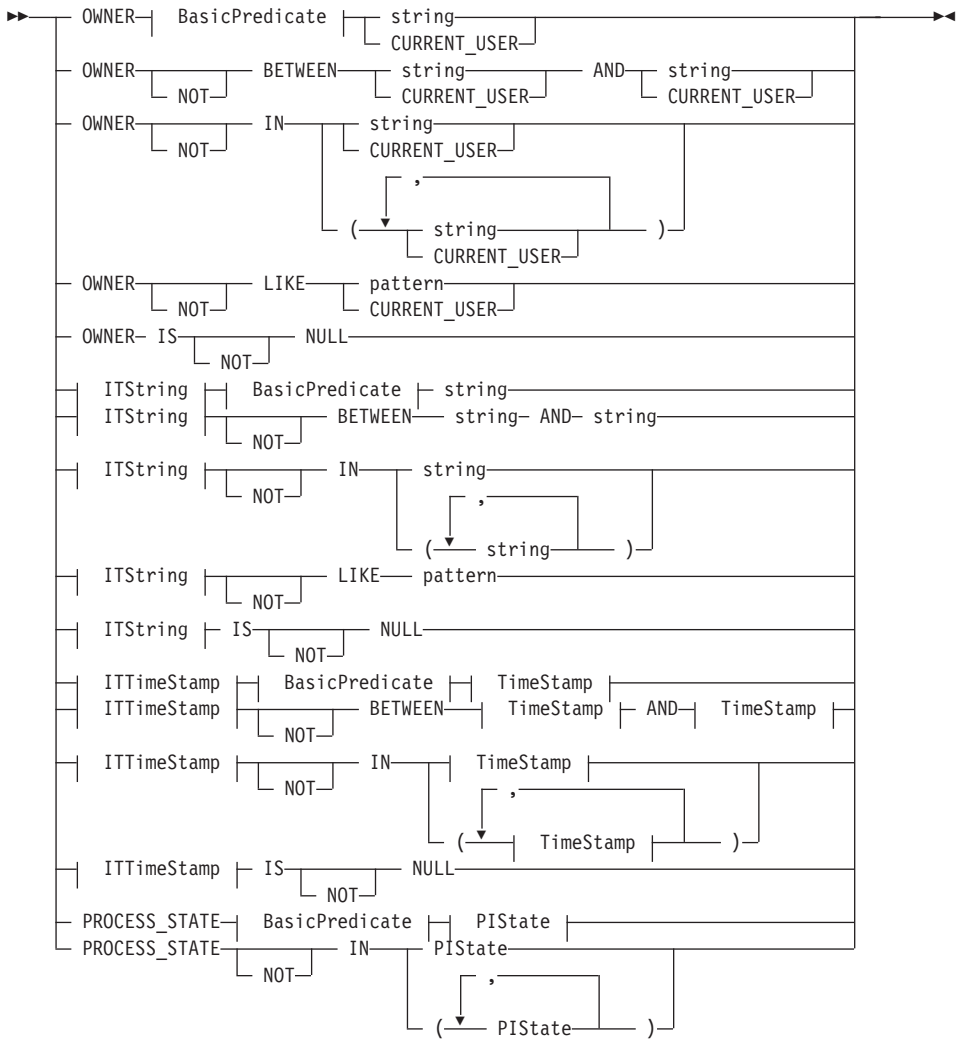 OWNER BasicPredicate string
CURRENT_USER
OWNER BETWEEN string AND string
NOT CURRENT_USER CURRENT_USER
OWNER IN string
NOT CURRENT_USER
,
( string )
CURRENT_USER
OWNER LIKE pattern
NOT CURRENT_USER
OWNER IS NULL
NOT
ITString BasicPredicate string
ITString BETWEEN string AND string
NOT
ITString IN string
NOT ,
( string )
ITString LIKE pattern
NOT
ITString IS NULL
NOT
ITTimeStamp BasicPredicate TimeStamp
ITTimeStamp BETWEEN TimeStamp AND TimeStamp
NOT
ITTimeStamp IN TimeStamp
NOT ,
( TimeStamp )
ITTimeStamp IS NULL
NOT
PROCESS_STATE BasicPredicate PIState
PROCESS_STATE IN PIState
NOT ,
( PIState )